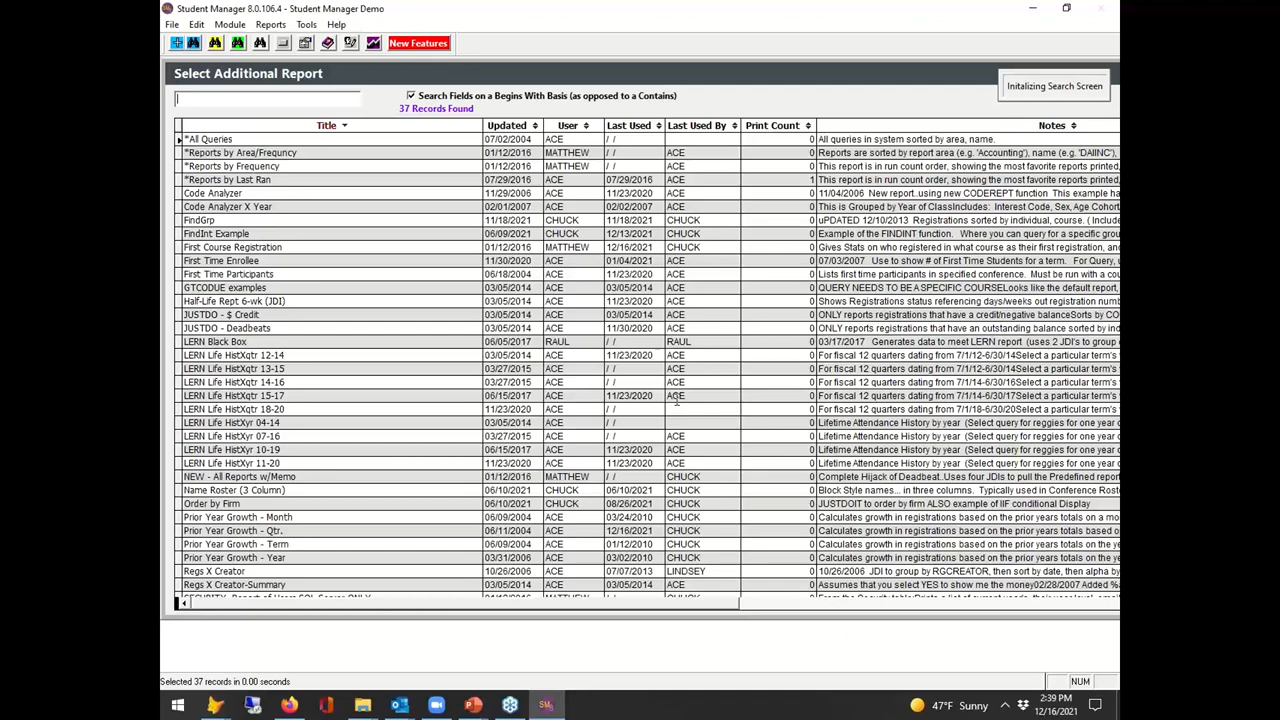 Student Manager 8.0.106.4 - Student Manager Demo
File Edit Module Reports Tools Help
New Features
Select Additional Report
Search Fields on a Begins With Basis (as opposed to a Contains)
Initalizing Search Screen
37 Records Found
Title Updated User Last Used Last Used By Print Count Notes
*All Queries 07/02/2004 ACE / / 0 All queries in system sorted by area, name.
*Reports by Area/Frequncy 01/12/2016 MATTHEW / / ACE 0 Reports are sorted by report area (e.g. 'Accounting'), name (e.g. 'DAIINC'),
*Reports by Frequency 01/12/2016 MATTHEW / / ACE 0 This report is in run count order, showing the most favorite reports printed,
*Reports by Last Ran 07/29/2016 ACE 07/29/2016 ACE 1 This report is in run count order, showing the most favorite reports printed,
Code Analyzer 11/29/2006 ACE 11/23/2020 ACE 0 11/04/2006 New report..using new CODEREPT function This example ha
Code Analyzer X Year 02/01/2007 ACE 02/02/2007 ACE 0 This is Grouped by Year of ClassIncludes: Interest Code, Sex, Age Cohort
FindGrp 11/18/2021 CHUCK 11/18/2021 CHUCK 0 uPDATED 12/10/2013 Registrations sorted by individual, course. ( Include
FindInt Example 06/09/2021 CHUCK 12/13/2021 CHUCK 0 Example of the FINDINT function. Where you can query for a specific grou
First Course Registration 01/12/2016 MATTHEW 12/16/2021 CHUCK 0 Gives Stats on who registered in what course as their first registration, an
First Time Enrollee 11/30/2020 ACE 01/04/2021 ACE 0 07/03/2007 Use to show # of First Time Students for a term. For Query, u
First Time Participants 06/18/2004 ACE 11/23/2020 ACE 0 Lists first time participants in specified conference. Must be run with a cou
GTCODUE examples 03/05/2014 ACE 03/05/2014 ACE 0 QUERY NEEDS TO BE A SPECIFIC COURSELooks like the default report,
Half-Life Rept 6-wk (JDI) 03/05/2014 ACE 11/23/2020 ACE 0 Shows Registrations status referencing days/weeks out registration numb
JUSTDO - $ Credit 03/05/2014 ACE 03/05/2014 ACE 0 ONLY reports registrations that have a credit/negative balanceSorts by CO
JUSTDO - Deadbeats 03/05/2014 ACE 11/30/2020 ACE 0 ONLY reports registrations that have an outstanding balance sorted by ind
LERN Black Box 06/05/2017 RAUL / / RAUL 0 03/17/2017 Generates data to meet LERN report (uses 2 JDI's to group
LERN Life HistXqtr 12-14 03/27/2015 ACE 11/23/2020 ACE 0 For fiscal 12 quarters dating from 7/1/12-6/30/14Select a particular term's
LERN Life HistXqtr 13-15 03/27/2015 ACE / / ACE 0 For fiscal 12 quarters dating from 7/1/14-6/30/16Select a particular term's
LERN Life HistXqtr 14-16 03/27/2015 ACE / / ACE 0 For fiscal 12 quarters dating from 7/1/14-6/30/16Select a particular term's
LERN Life HistXqtr 15-17 06/15/2017 ACE 11/23/2020 ACE 0 For fiscal 12 quarters dating from 7/1/14-6/30/17Select a particular term's
LERN Life HistXqtr 18-20 11/23/2020 ACE / / 0 For fiscal 12 quarters dating from 7/1/18-6/30/20Select a particular term's
LERN Life HistXyr 04-14 03/05/2014 ACE / / 0 Lifetime Attendance History by year (Select query for reggies for one year o
LERN Life HistXyr 07-16 03/27/2015 ACE / / ACE 0 Lifetime Attendance History by year (Select query for reggies for one year o
LERN Life HistXyr 10-19 06/15/2017 ACE 11/23/2020 ACE 0 Lifetime Attendance History by year (Select query for reggies for one year o
LERN Life HistXyr 11-20 11/23/2020 ACE 11/23/2020 ACE 0 Lifetime Attendance History by year (Select query for reggies for one year o
NEW - All Reports w/Memo 01/12/2016 MATTHEW / / CHUCK 0 Complete Hijack of Deadbeat..Uses four JDIs to pull the Predefined report
Name Roster (3 Column) 06/10/2021 CHUCK 06/10/2021 CHUCK 0 Block Style names... in three columns. Typically used in Conference Rost
Order by Firm 06/10/2021 CHUCK 08/26/2021 CHUCK 0 JUSTDOIT to order by firm ALSO example of IIF conditional Display
Prior Year Growth - Month 06/09/2004 ACE 03/24/2010 CHUCK 0 Calculates growth in registrations based on the prior years totals on a mo
Prior Year Growth - Qtr. 06/11/2004 ACE 12/16/2021 CHUCK 0 Calculates growth in registrations based on the prior years totals based on
Prior Year Growth - Term 06/09/2004 ACE 01/12/2010 CHUCK 0 Calculates growth in registrations based on the prior years totals based o
Prior Year Growth - Year 03/31/2006 ACE 03/02/2010 CHUCK 0 Calculates growth in registrations based on the prior years totals based o
Regs X Creator 10/26/2006 ACE 07/07/2013 LINDSEY 0 10/26/2006 JDI to group by RGCREATOR, then sort by date, then alpha by
Regs X Creator-Summary 03/05/2014 ACE 03/05/2014 ACE 0 Assumes that you select YES to show me the money02/28/2007 Added %
Selected 37 records in 0.00 seconds
NUM
47°F Sunny
2:39 PM
12/16/2021